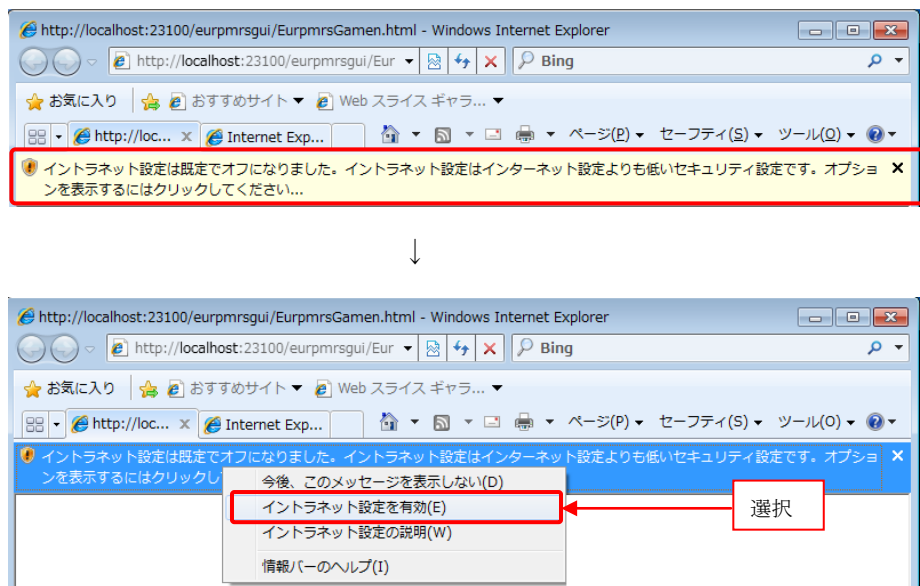 http://localhost:23100/eurpmrsgui/EurpmrsGamen.html - Windows Internet Explorer
http://localhost:23100/eurpmrsgui/Eur
Bing
お気に入り
おすすめサイト ▼
Web スライス ギャラ... ▼
http://loc... x
Internet Exp...
ページ(P) ▼ セーフティ(S) ▼ ツール(O) ▼
イントラネット設定は既定でオフになりました。イントラネット設定はインターネット設定よりも低いセキュリティ設定です。オプショ
ンを表示するにはクリックしてください...
↓
http://localhost:23100/eurpmrsgui/EurpmrsGamen.html - Windows Internet Explorer
http://localhost:23100/eurpmrsgui/Eur
Bing
お気に入り
おすすめサイト ▼
Web スライス ギャラ... ▼
http://loc... x
Internet Exp...
ページ(P) ▼ セーフティ(S) ▼ ツール(O) ▼
イントラネット設定は既定でオフになりました。イントラネット設定はインターネット設定よりも低いセキュリティ設定です。オプショ
ンを表示するにはクリックし
今後、このメッセージを表示しない(D)
イントラネット設定を有効(E)
選択
イントラネット設定の説明(W)
情報バーのヘルプ(I)